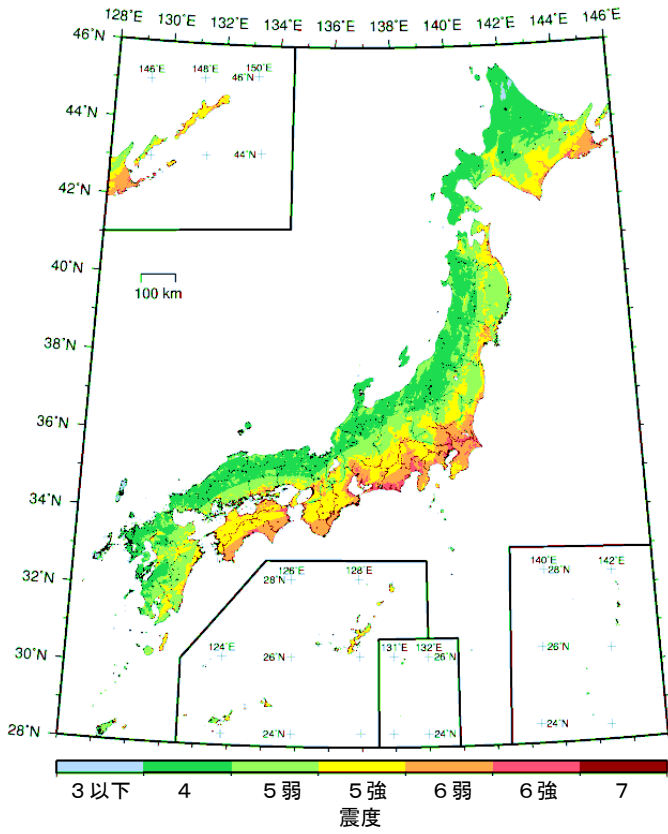 128˚E 130˚E 132˚E 134˚E 136˚E 138˚E 140˚E 142˚E 144˚E 146˚E
46˚N
146˚E 148˚E 150˚E
46˚N
44˚N
44˚N
42˚N
40˚N
100 km
38˚N
36˚N
34˚N
32˚N
126˚E 128˚E
28˚N
140˚E 142˚E
28˚N
30˚N
124˚E
26˚N
131˚E 132˚E
26˚N
26˚N
28˚N
24˚N
24˚N
24˚N
3以下 4 5弱 5強 6弱 6強 7
震度